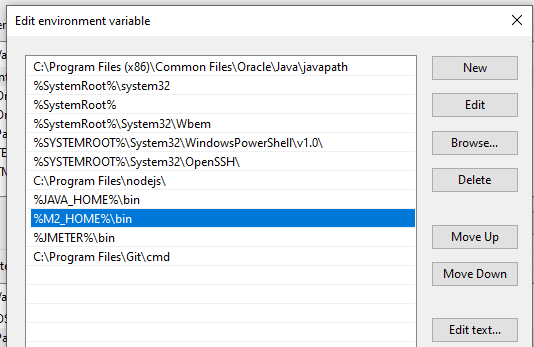 Edit environment variable
C:\Program Files (x86)\Common Files\Oracle\Java\javapath
%SystemRoot%\system32
%SystemRoot%
%SystemRoot%\System32\Wbem
%SYSTEMROOT%\System32\WindowsPowerShell\v1.0\
%SYSTEMROOT%\System32\OpenSSH\
C:\Program Files\nodejs\
%JAVA_HOME%\bin
%M2_HOME%\bin
%JMETER%\bin
C:\Program Files\Git\cmd
New
Edit
Browse...
Delete
Move Up
Move Down
Edit text...